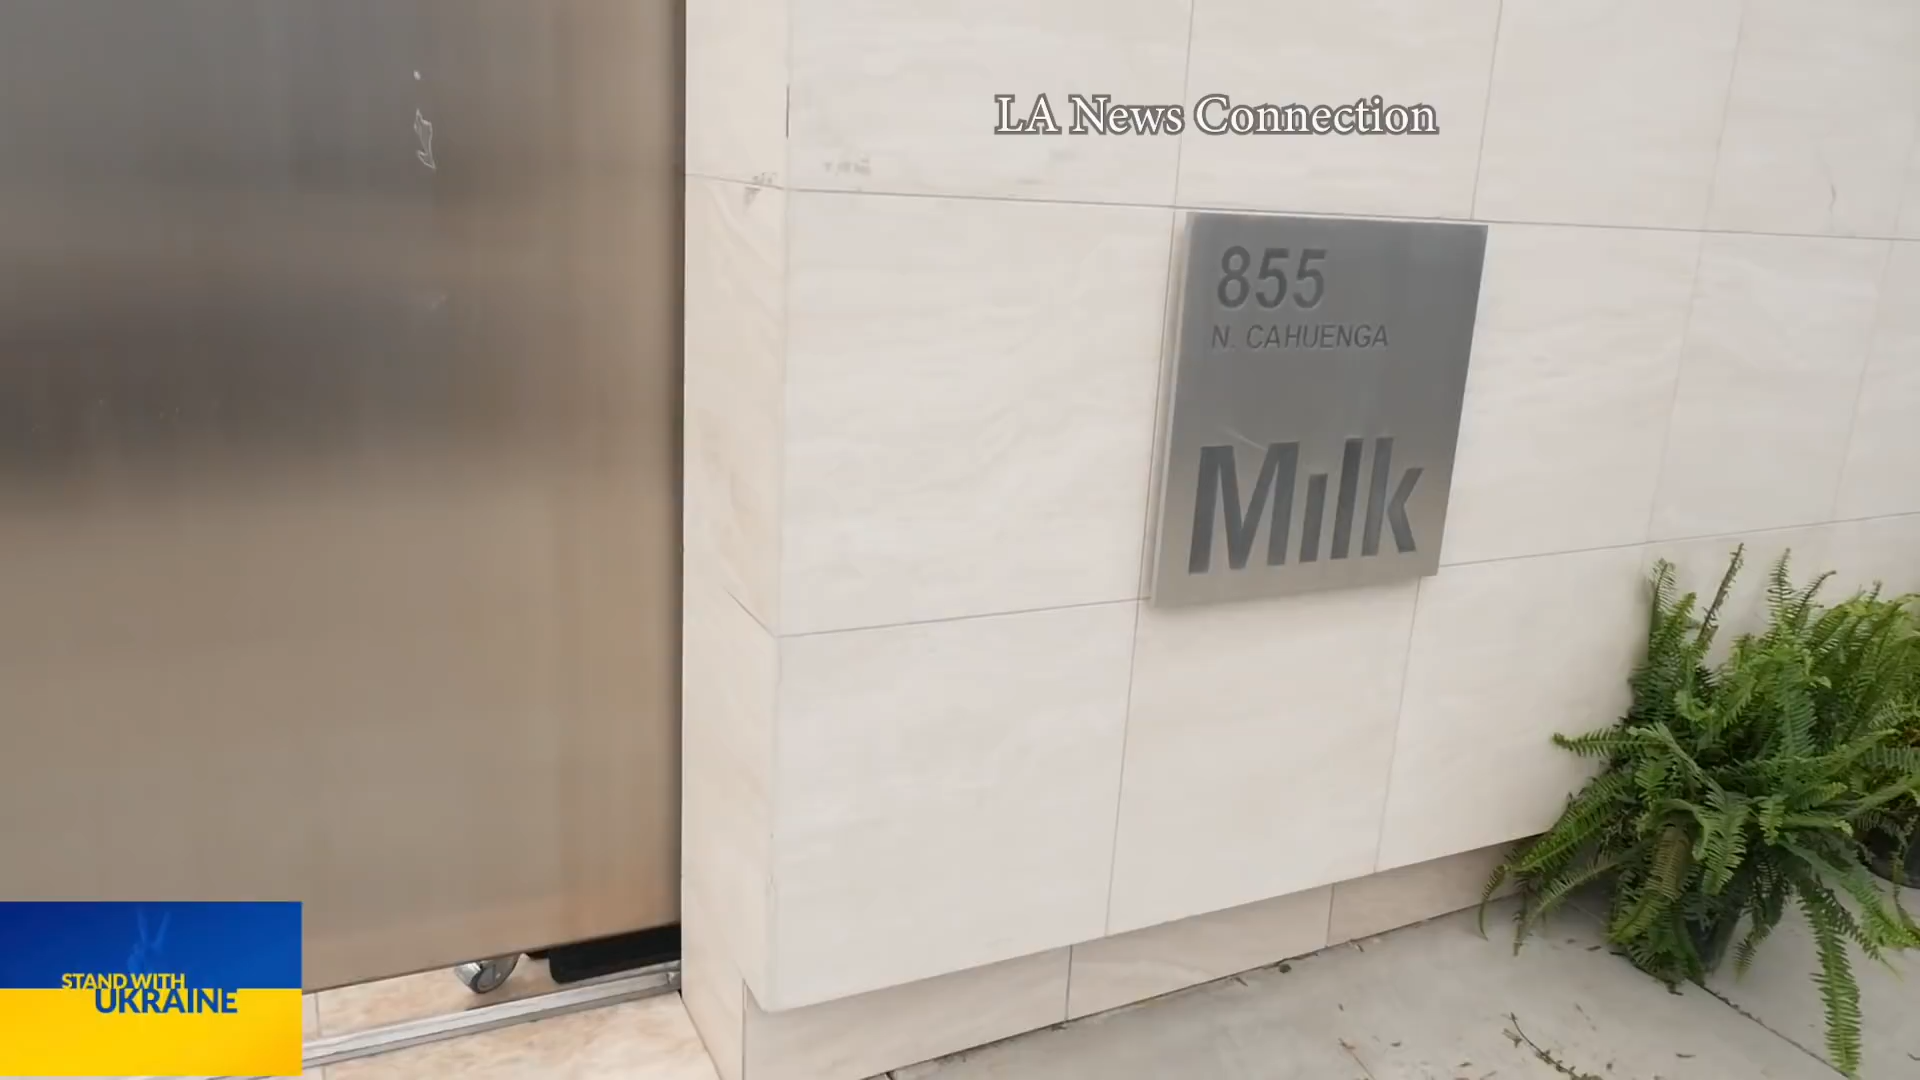 LA News Connection
855
N. CAHUENGA
Milk
STAND WITH
UKRAINE